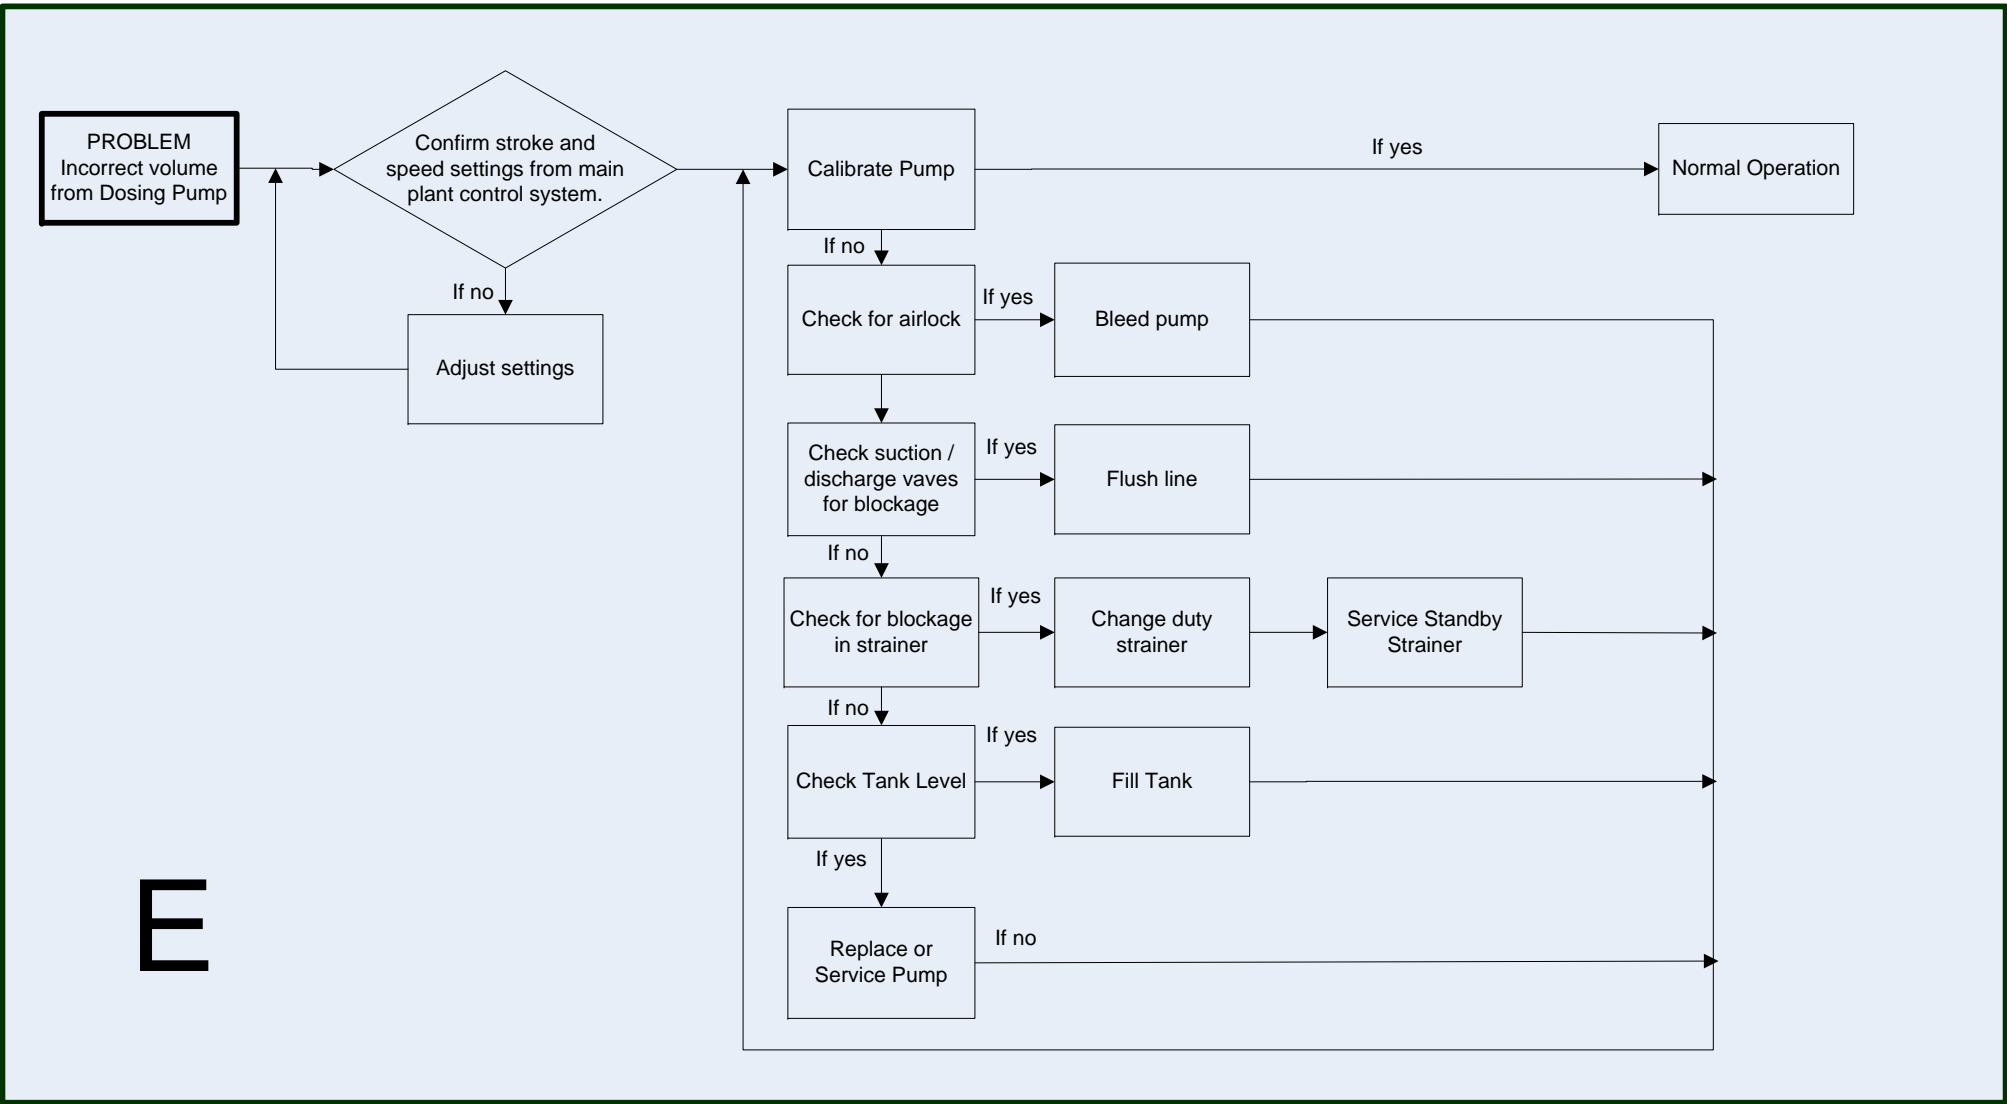 PROBLEM
Incorrect volume
from Dosing Pump
Confirm stroke and
speed settings from main
plant control system.
If no
Adjust settings
Calibrate Pump
If yes
Normal Operation
If no
Check for airlock
If yes
Bleed pump
Check suction /
discharge vaves
for blockage
If yes
Flush line
If no
Check for blockage
in strainer
If yes
Change duty
strainer
Service Standby
Strainer
If no
Check Tank Level
If yes
Fill Tank
If yes
Replace or
Service Pump
If no
E